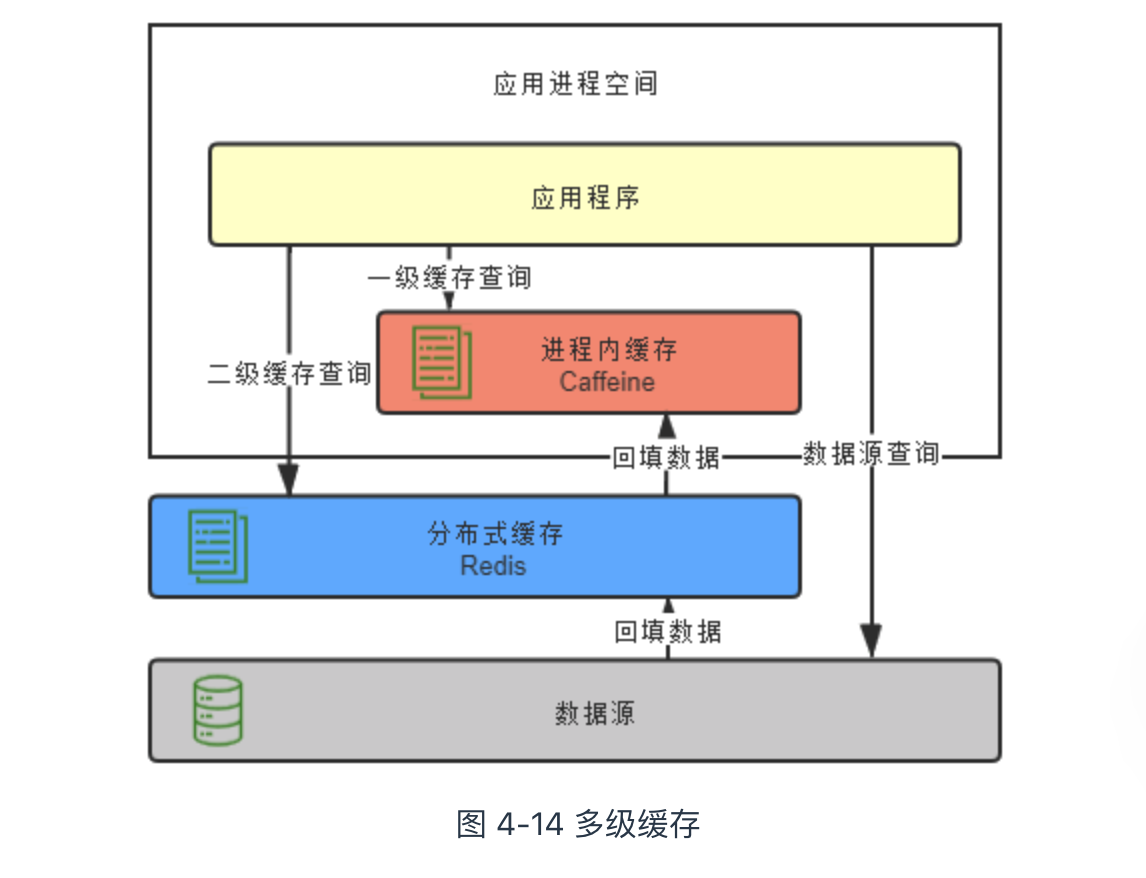 应用进程空间
应用程序
一级缓存查询
进程内缓存
Caffeine
二级缓存查询
回填数据
数据源查询
分布式缓存
Redis
回填数据
数据源
图 4-14 多级缓存